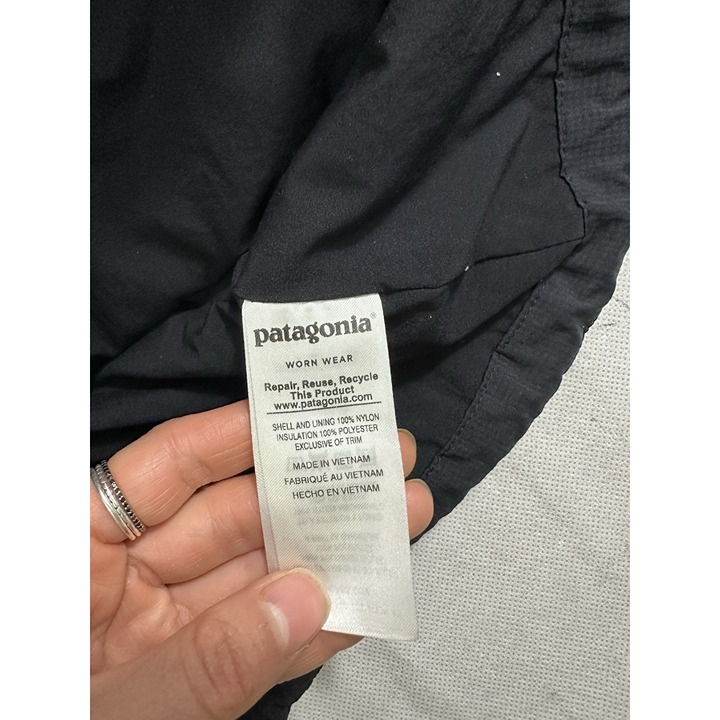 patagonia®
WORN WEAR
Repair, Reuse, Recycle
This Product
www.patagonia.com
SHELL AND LINING 100% NYLON
INSULATION 100% POLYESTER
EXCLUSIVE OF TRIM
MADE IN VIETNAM
FABRIQUÉ AU VIETNAM
HECHO EN VIETNAM